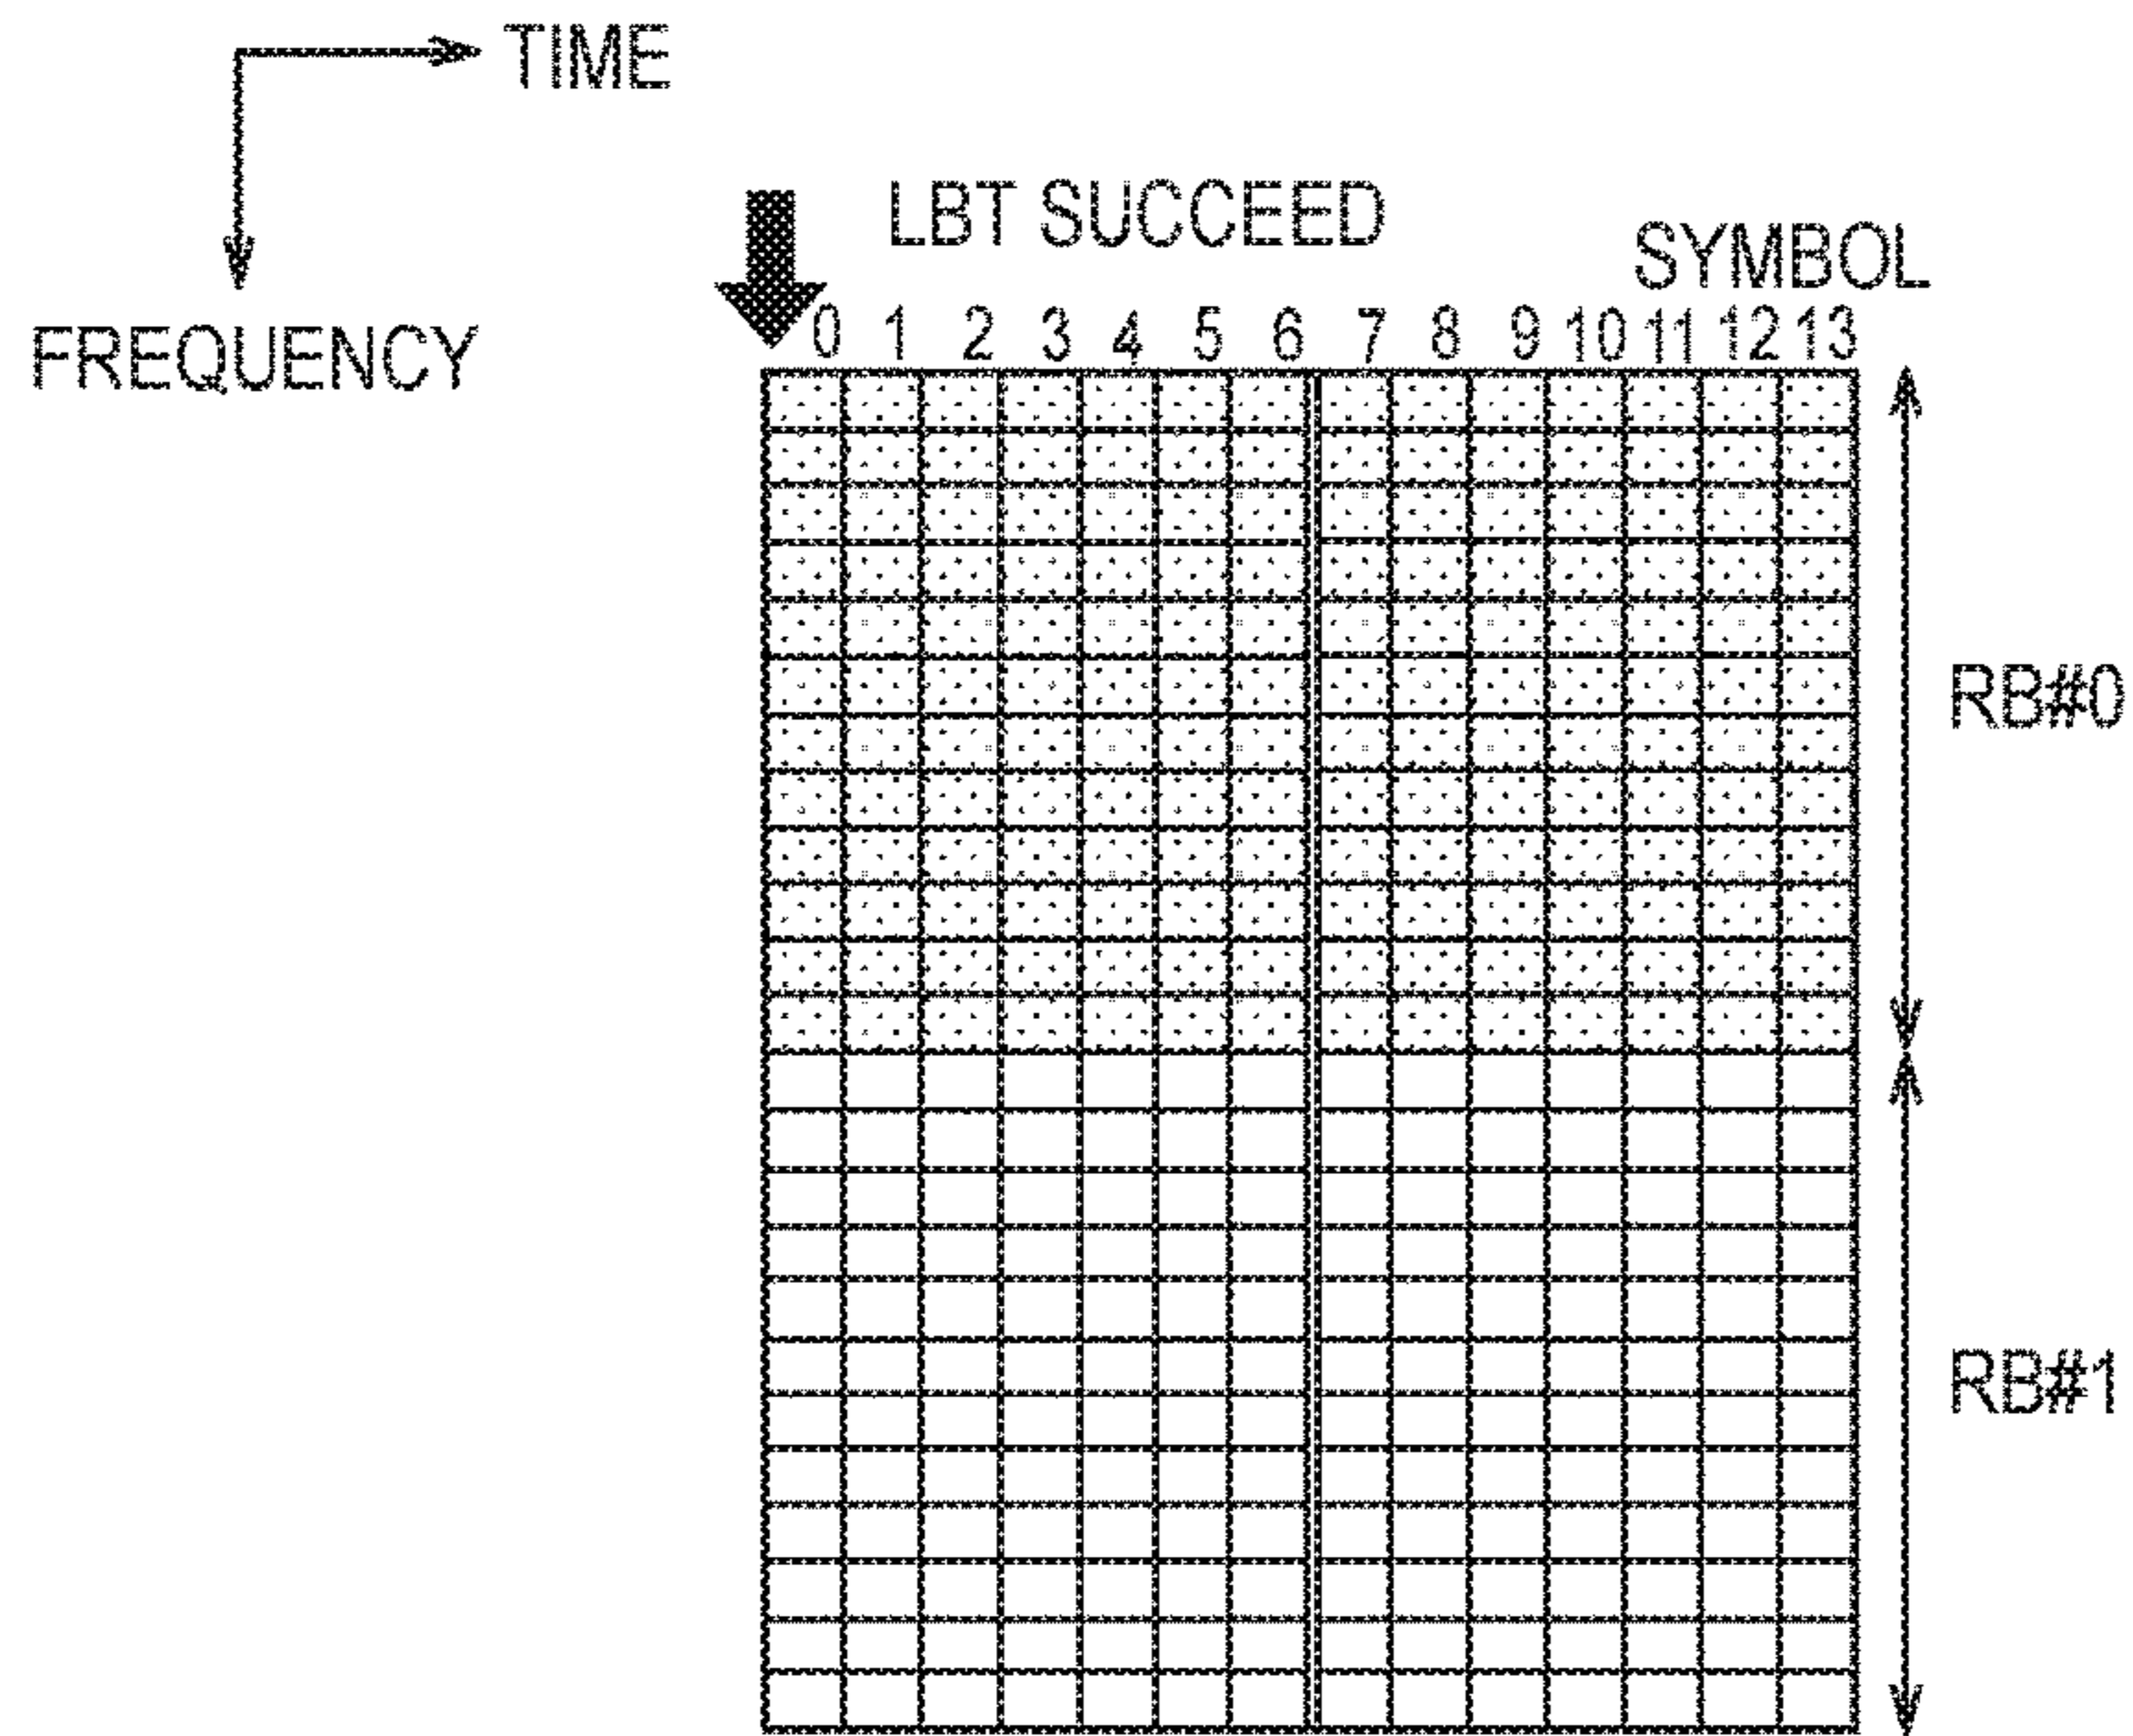 TIME
FREQUENCY
LBT SUCCEED
SYMBOL
0 1 2 3 4 5 6 7 8 9 10 11 12 13
RB#0
RB#1